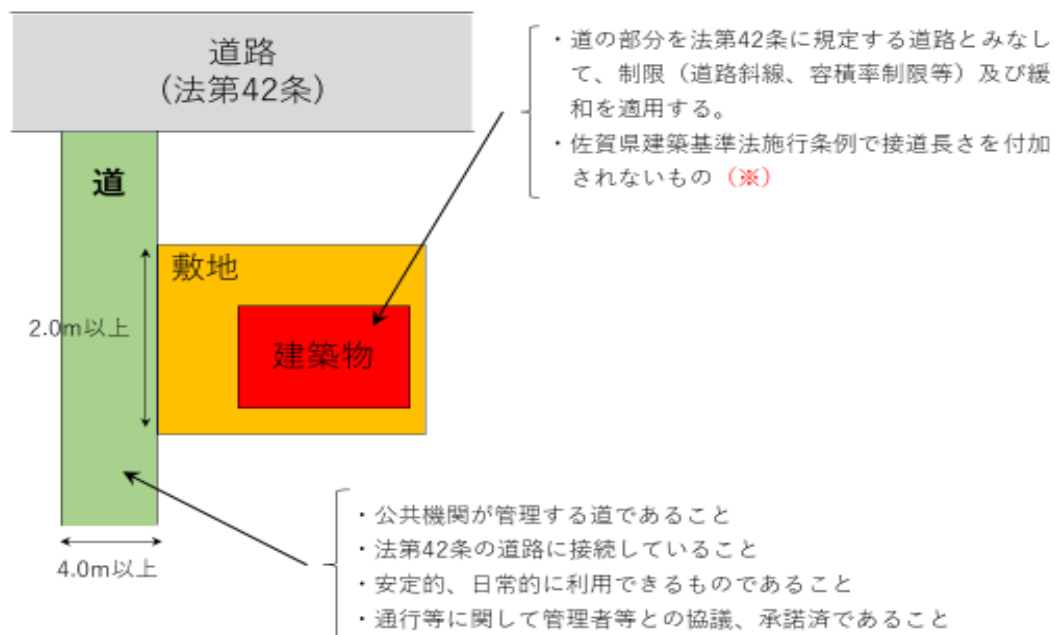 道路
(法第42条)
・道の部分を法第42条に規定する道路とみなし
て、制限（道路斜線、容積率制限等）及び緩
和を適用する。
・佐賀県建築基準法施行条例で接道長さを付加
されないもの（※）
道
敷地
2.0m以上
建築物
4.0m以上
・公共機関が管理する道であること
・法第42条の道路に接続していること
・安定的、日常的に利用できるものであること
・通行等に関して管理者等との協議、承諾済であること